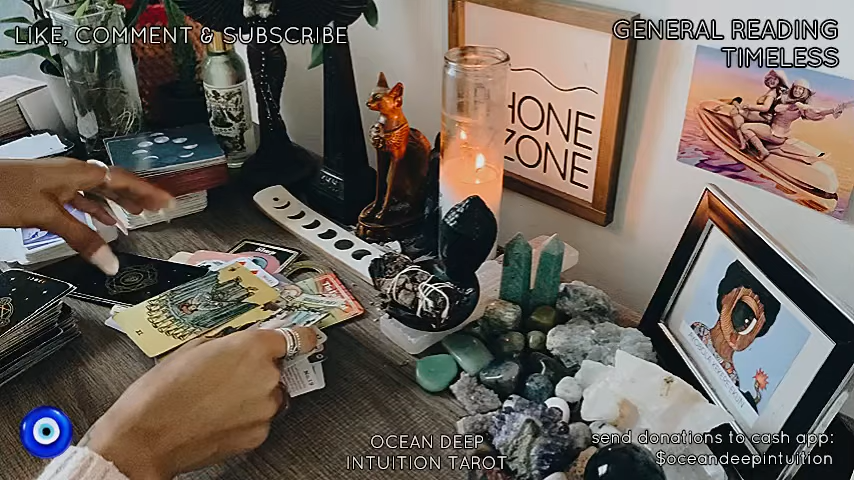 LIKE, COMMENT & SUBSCRIBE
GENERAL READING
TIMELESS
HONE
ZONE
OCEAN DEEP
INTUITION TAROT
send donations to cash app:
$oceandeepintuition